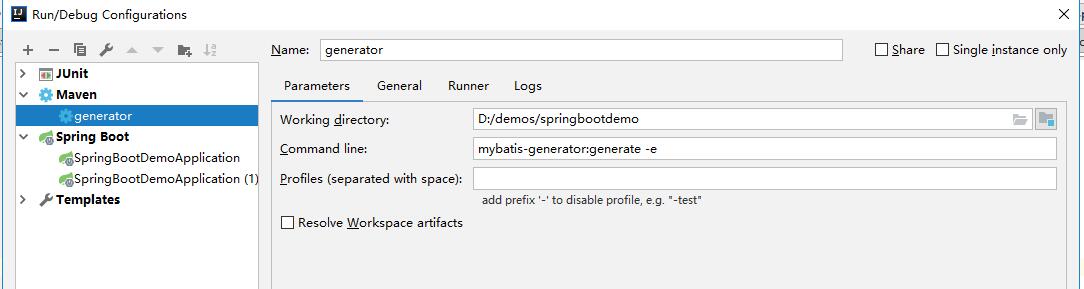 Run/Debug Configurations
Name: generator Share Single instance only
JUnit
Maven
generator
Spring Boot
SpringBootDemoApplication
SpringBootDemoApplication (1)
Templates
Parameters General Runner Logs
Working directory: D:/demos/springbootdemo
Command line: mybatis-generator:generate -e
Profiles (separated with space):
add prefix '-' to disable profile, e.g. "-test"
Resolve Workspace artifacts